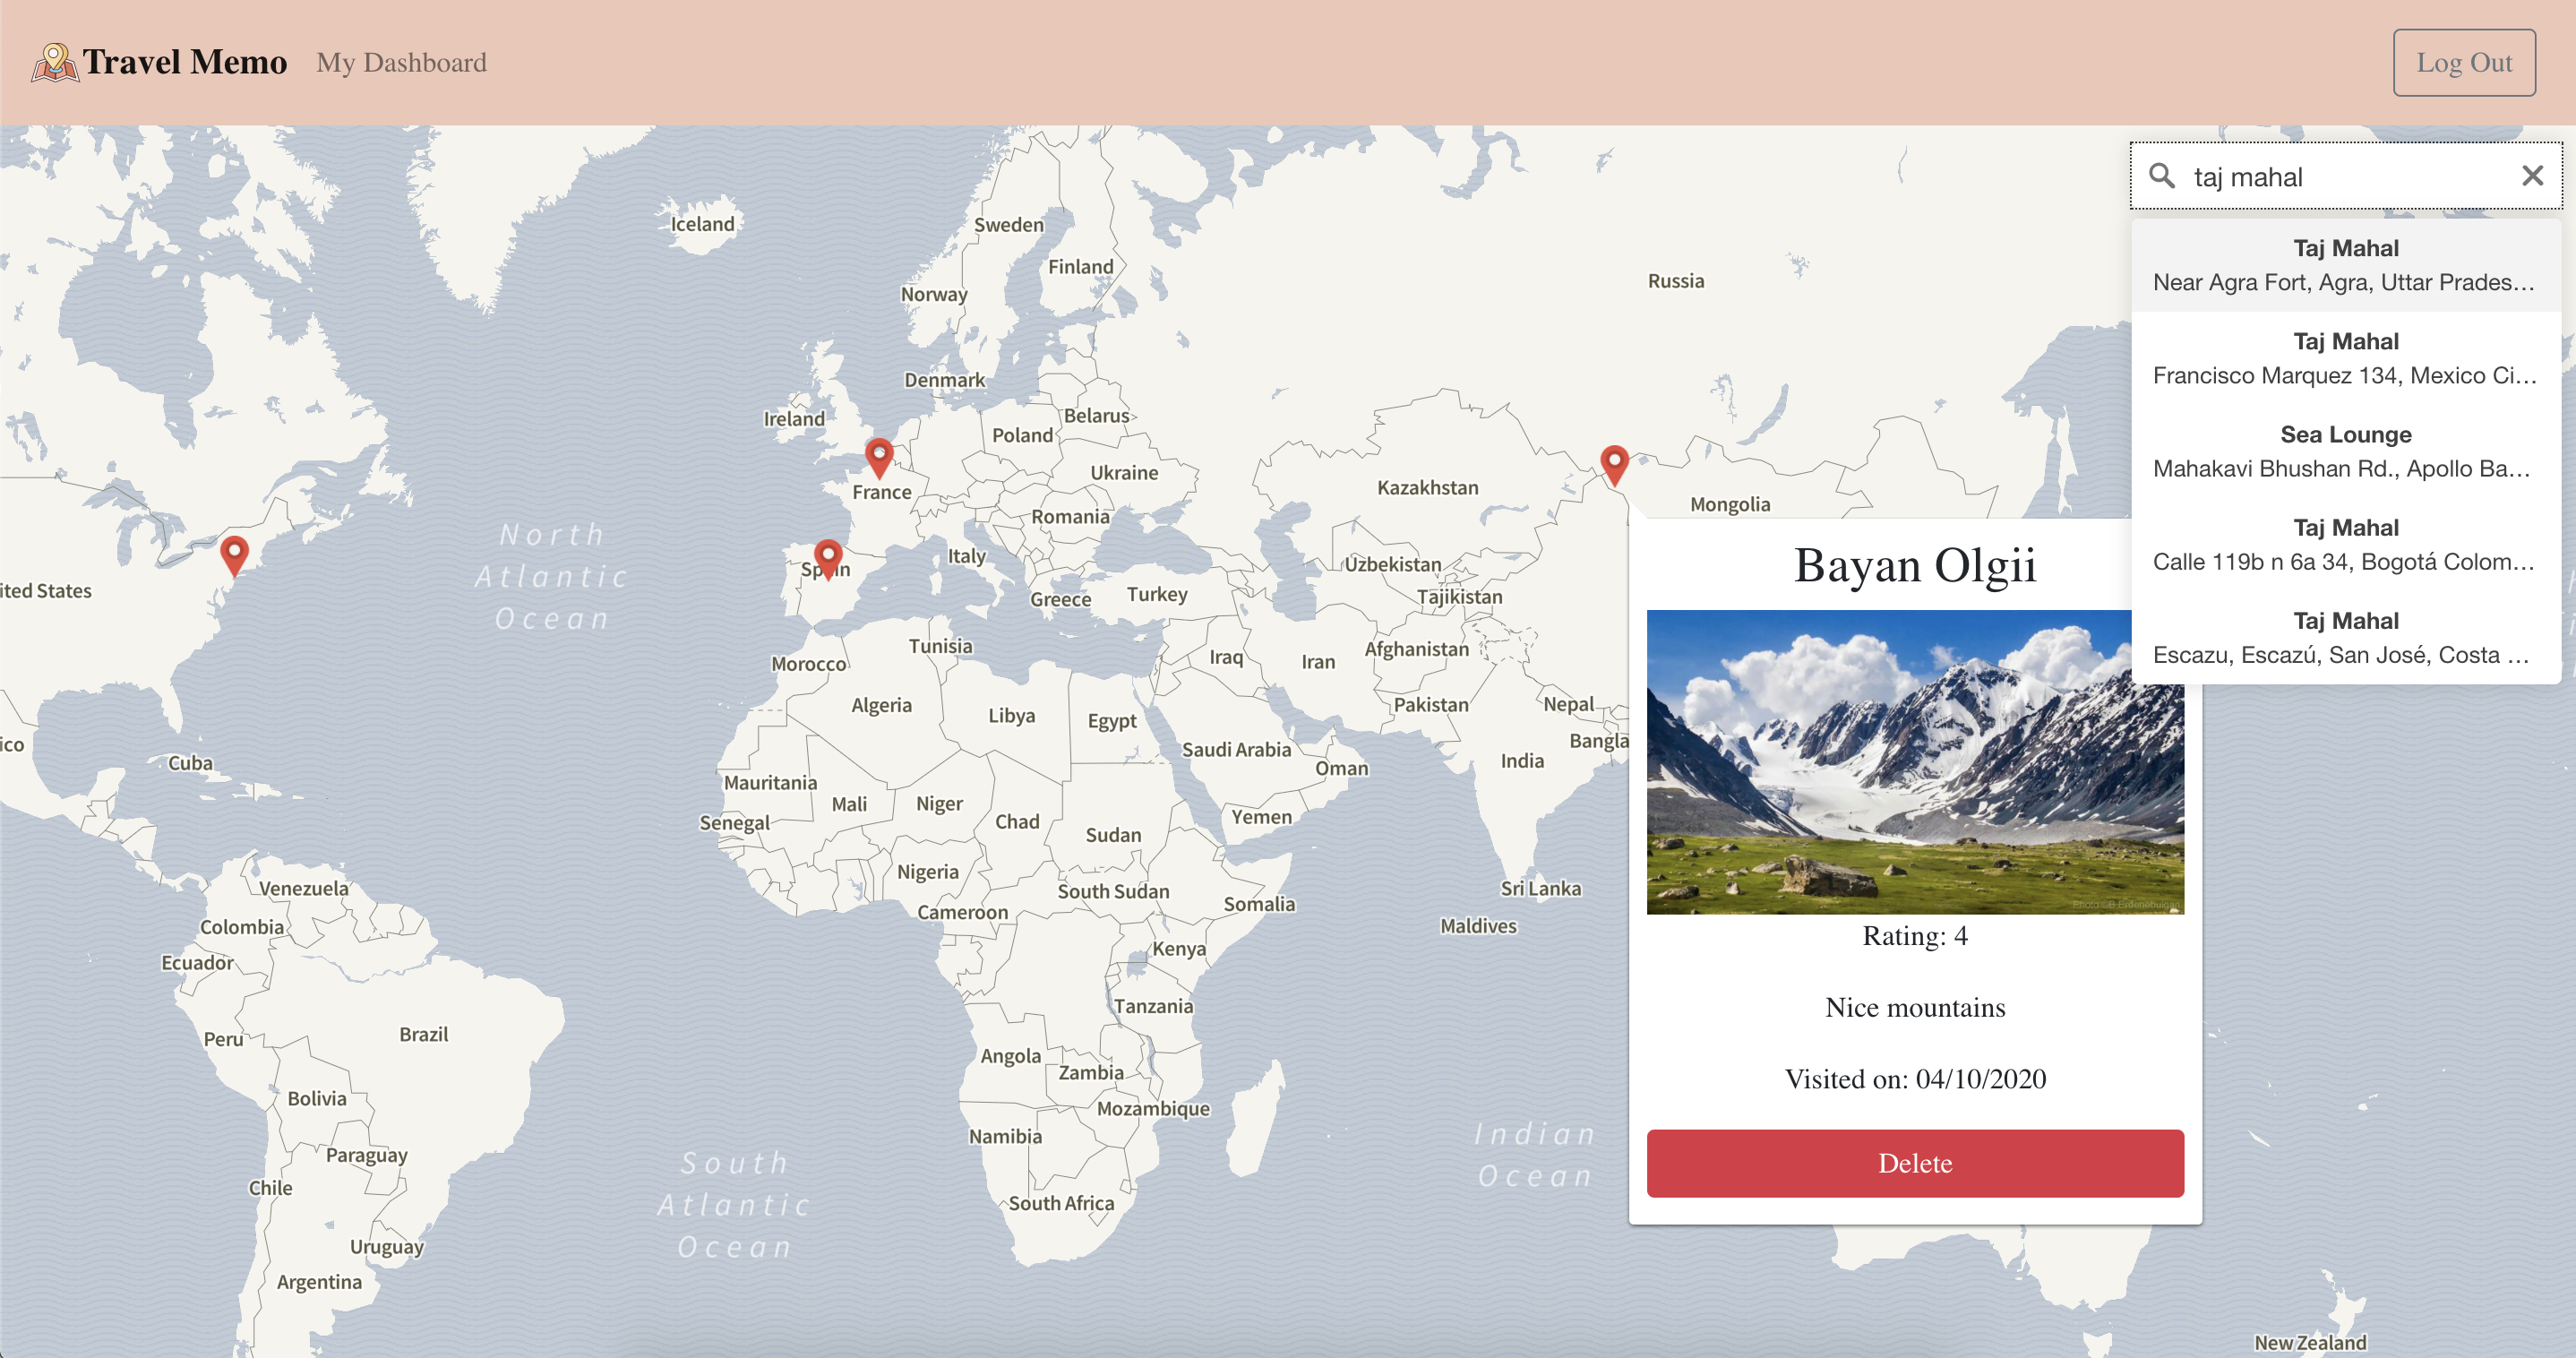 Travel Memo My Dashboard Log Out
taj mahal
Taj Mahal
Near Agra Fort, Agra, Uttar Prades...
Taj Mahal
Francisco Marquez 134, Mexico Ci...
Sea Lounge
Mahakavi Bhushan Rd., Apollo Ba...
Taj Mahal
Calle 119b n 6a 34, Bogotá Colom...
Taj Mahal
Escazu, Escazú, San José, Costa ...
Iceland
Sweden
Finland
Norway
Russia
Denmark
Ireland
Belarus
Poland
Ukraine
France
Kazakhstan
Mongolia
Romania
North
Atlantic
Ocean
Italy
Spain
ited States
Uzbekistan
Tajikistan
Greece
Turkey
Tunisia
Morocco
Iraq
Iran
Afghanistan
Algeria
Libya
Egypt
Pakistan
Nepal
Bangla
ico
Cuba
Saudi Arabia
Oman
India
Mauritania
Mali
Niger
Chad
Senegal
Yemen
Sudan
Nigeria
Venezuela
South Sudan
Sri Lanka
Cameroon
Somalia
Colombia
Maldives
Kenya
Ecuador
Tanzania
Peru
Brazil
Angola
Zambia
Bolivia
Mozambique
Namibia
Paraguay
Indian
Ocean
South
Atlantic
Ocean
Chile
South Africa
Uruguay
Argentina
New Zealand
Bayan Olgii
Photo ©B.Erdenebulgan
Rating: 4
Nice mountains
Visited on: 04/10/2020
Delete